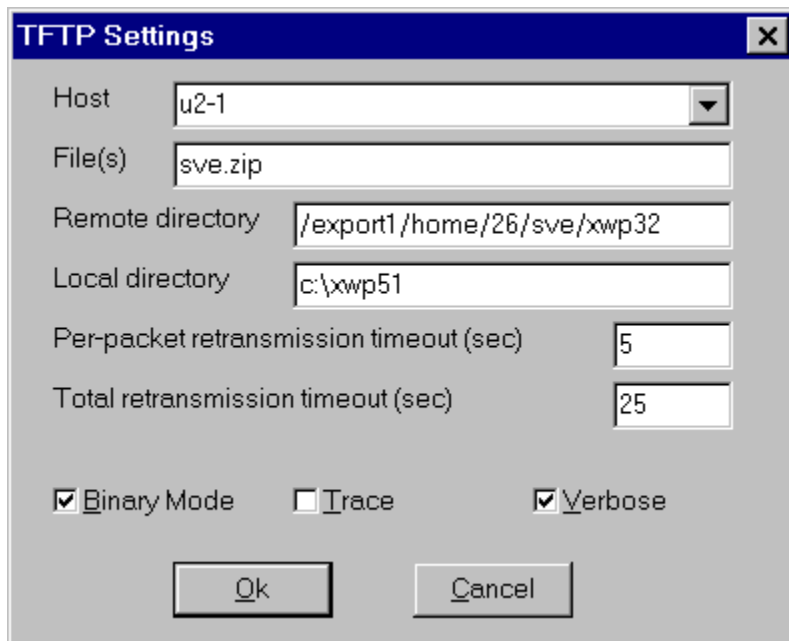 TFTP Settings
Host u2-1
File(s) sve.zip
Remote directory /export1/home/26/sve/xwp32
Local directory c:\xwp51
Per-packet retransmission timeout (sec) 5
Total retransmission timeout (sec) 25
Binary Mode Trace Verbose
Ok Cancel